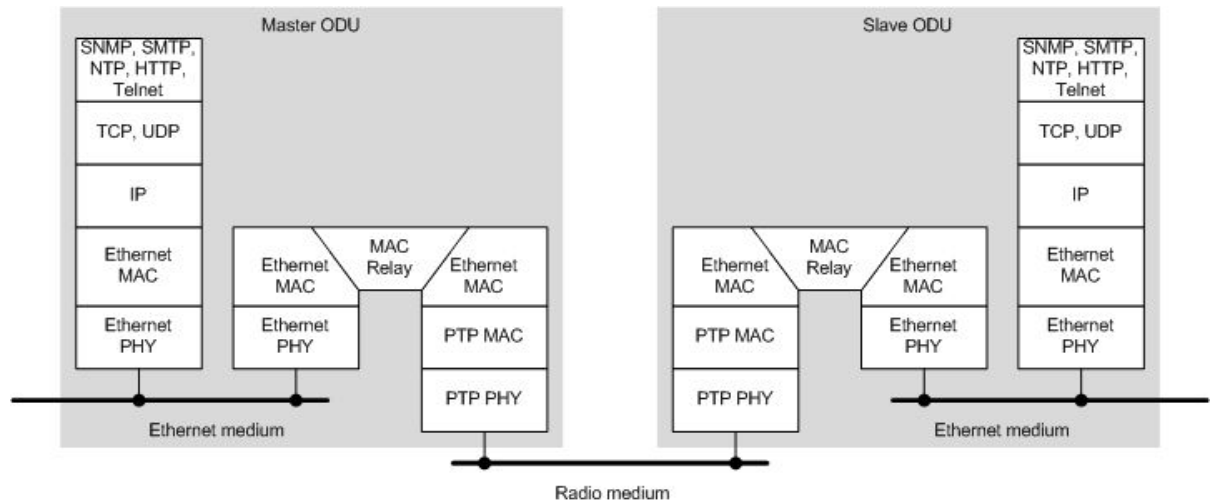 Master ODU
SNMP, SMTP,
NTP, HTTP,
Telnet
TCP, UDP
IP
Ethernet
MAC
Ethernet
PHY
Ethernet
MAC
Ethernet
PHY
MAC
Relay
Ethernet
MAC
PTP MAC
PTP PHY
Ethernet medium
Slave ODU
Ethernet
MAC
PTP MAC
PTP PHY
MAC
Relay
Ethernet
MAC
Ethernet
PHY
SNMP, SMTP,
NTP, HTTP,
Telnet
TCP, UDP
IP
Ethernet
MAC
Ethernet
PHY
Ethernet medium
Radio medium